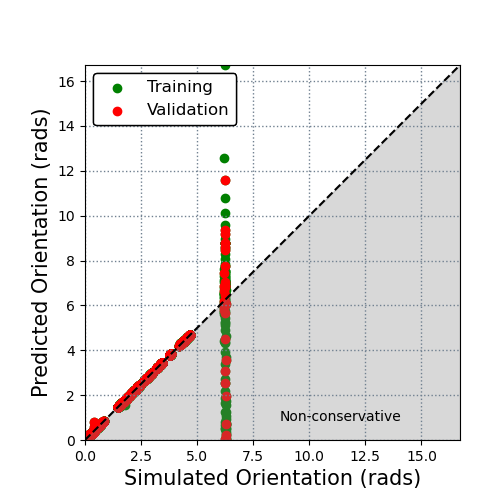 Training
Validation
16
14
12
10
8
6
4
2
0
0.0 2.5 5.0 7.5 10.0 12.5 15.0
Predicted Orientation (rads)
Simulated Orientation (rads)
Non-conservative